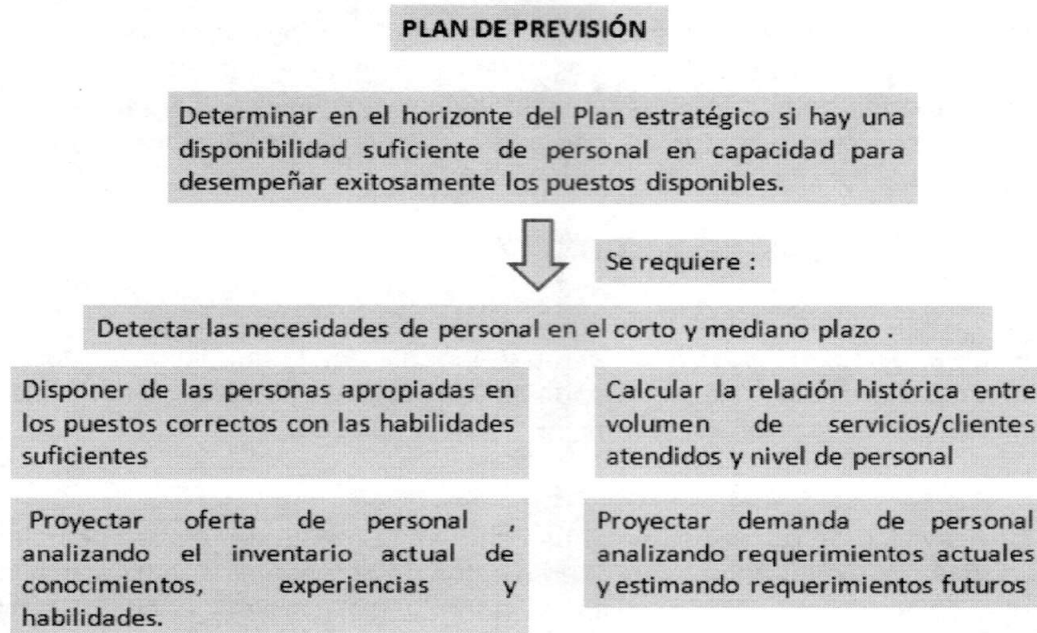 PLAN DE PREVISIÓN
Determinar en el horizonte del Plan estratégico si hay una
disponibilidad suficiente de personal en capacidad para
desempeñar exitosamente los puestos disponibles.
Se requiere :
Detectar las necesidades de personal en el corto y mediano plazo .
Disponer de las personas apropiadas en
los puestos correctos con las habilidades
suficientes
Calcular la relación histórica entre
volumen de servicios/clientes
atendidos y nivel de personal
Proyectar oferta de personal ,
analizando el inventario actual de
conocimientos, experiencias y
habilidades.
Proyectar demanda de personal
analizando requerimientos actuales
y estimando requerimientos futuros